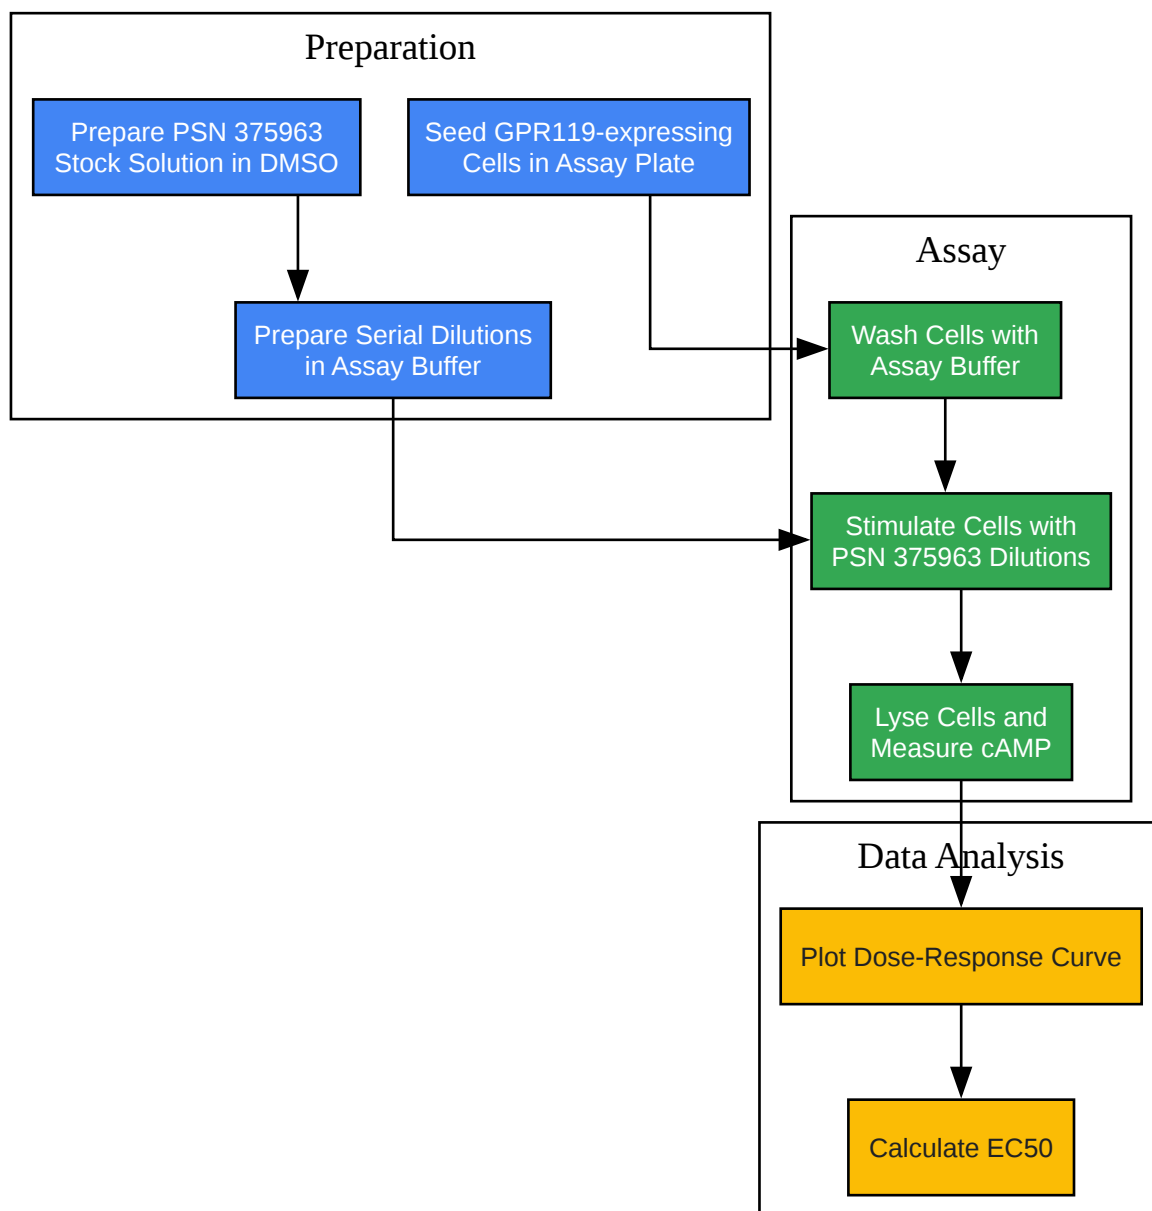 Preparation
Prepare PSN 375963
Stock Solution in DMSO
Seed GPR119-expressing
Cells in Assay Plate
Prepare Serial Dilutions
in Assay Buffer
Assay
Wash Cells with
Assay Buffer
Stimulate Cells with
PSN 375963 Dilutions
Lyse Cells and
Measure cAMP
Data Analysis
Plot Dose-Response Curve
Calculate EC50